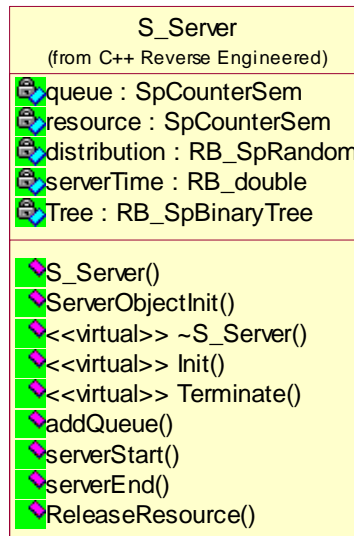 S_Server
(from C++ Reverse Engineered)
queue : SpCounterSem
resource : SpCounterSem
distribution : RB_SpRandom
serverTime : RB_double
Tree : RB_SpBinaryTree
S_Server()
ServerObjectInit()
<<virtual>> ~S_Server()
<<virtual>> Init()
<<virtual>> Terminate()
addQueue()
serverStart()
serverEnd()
ReleaseResource()